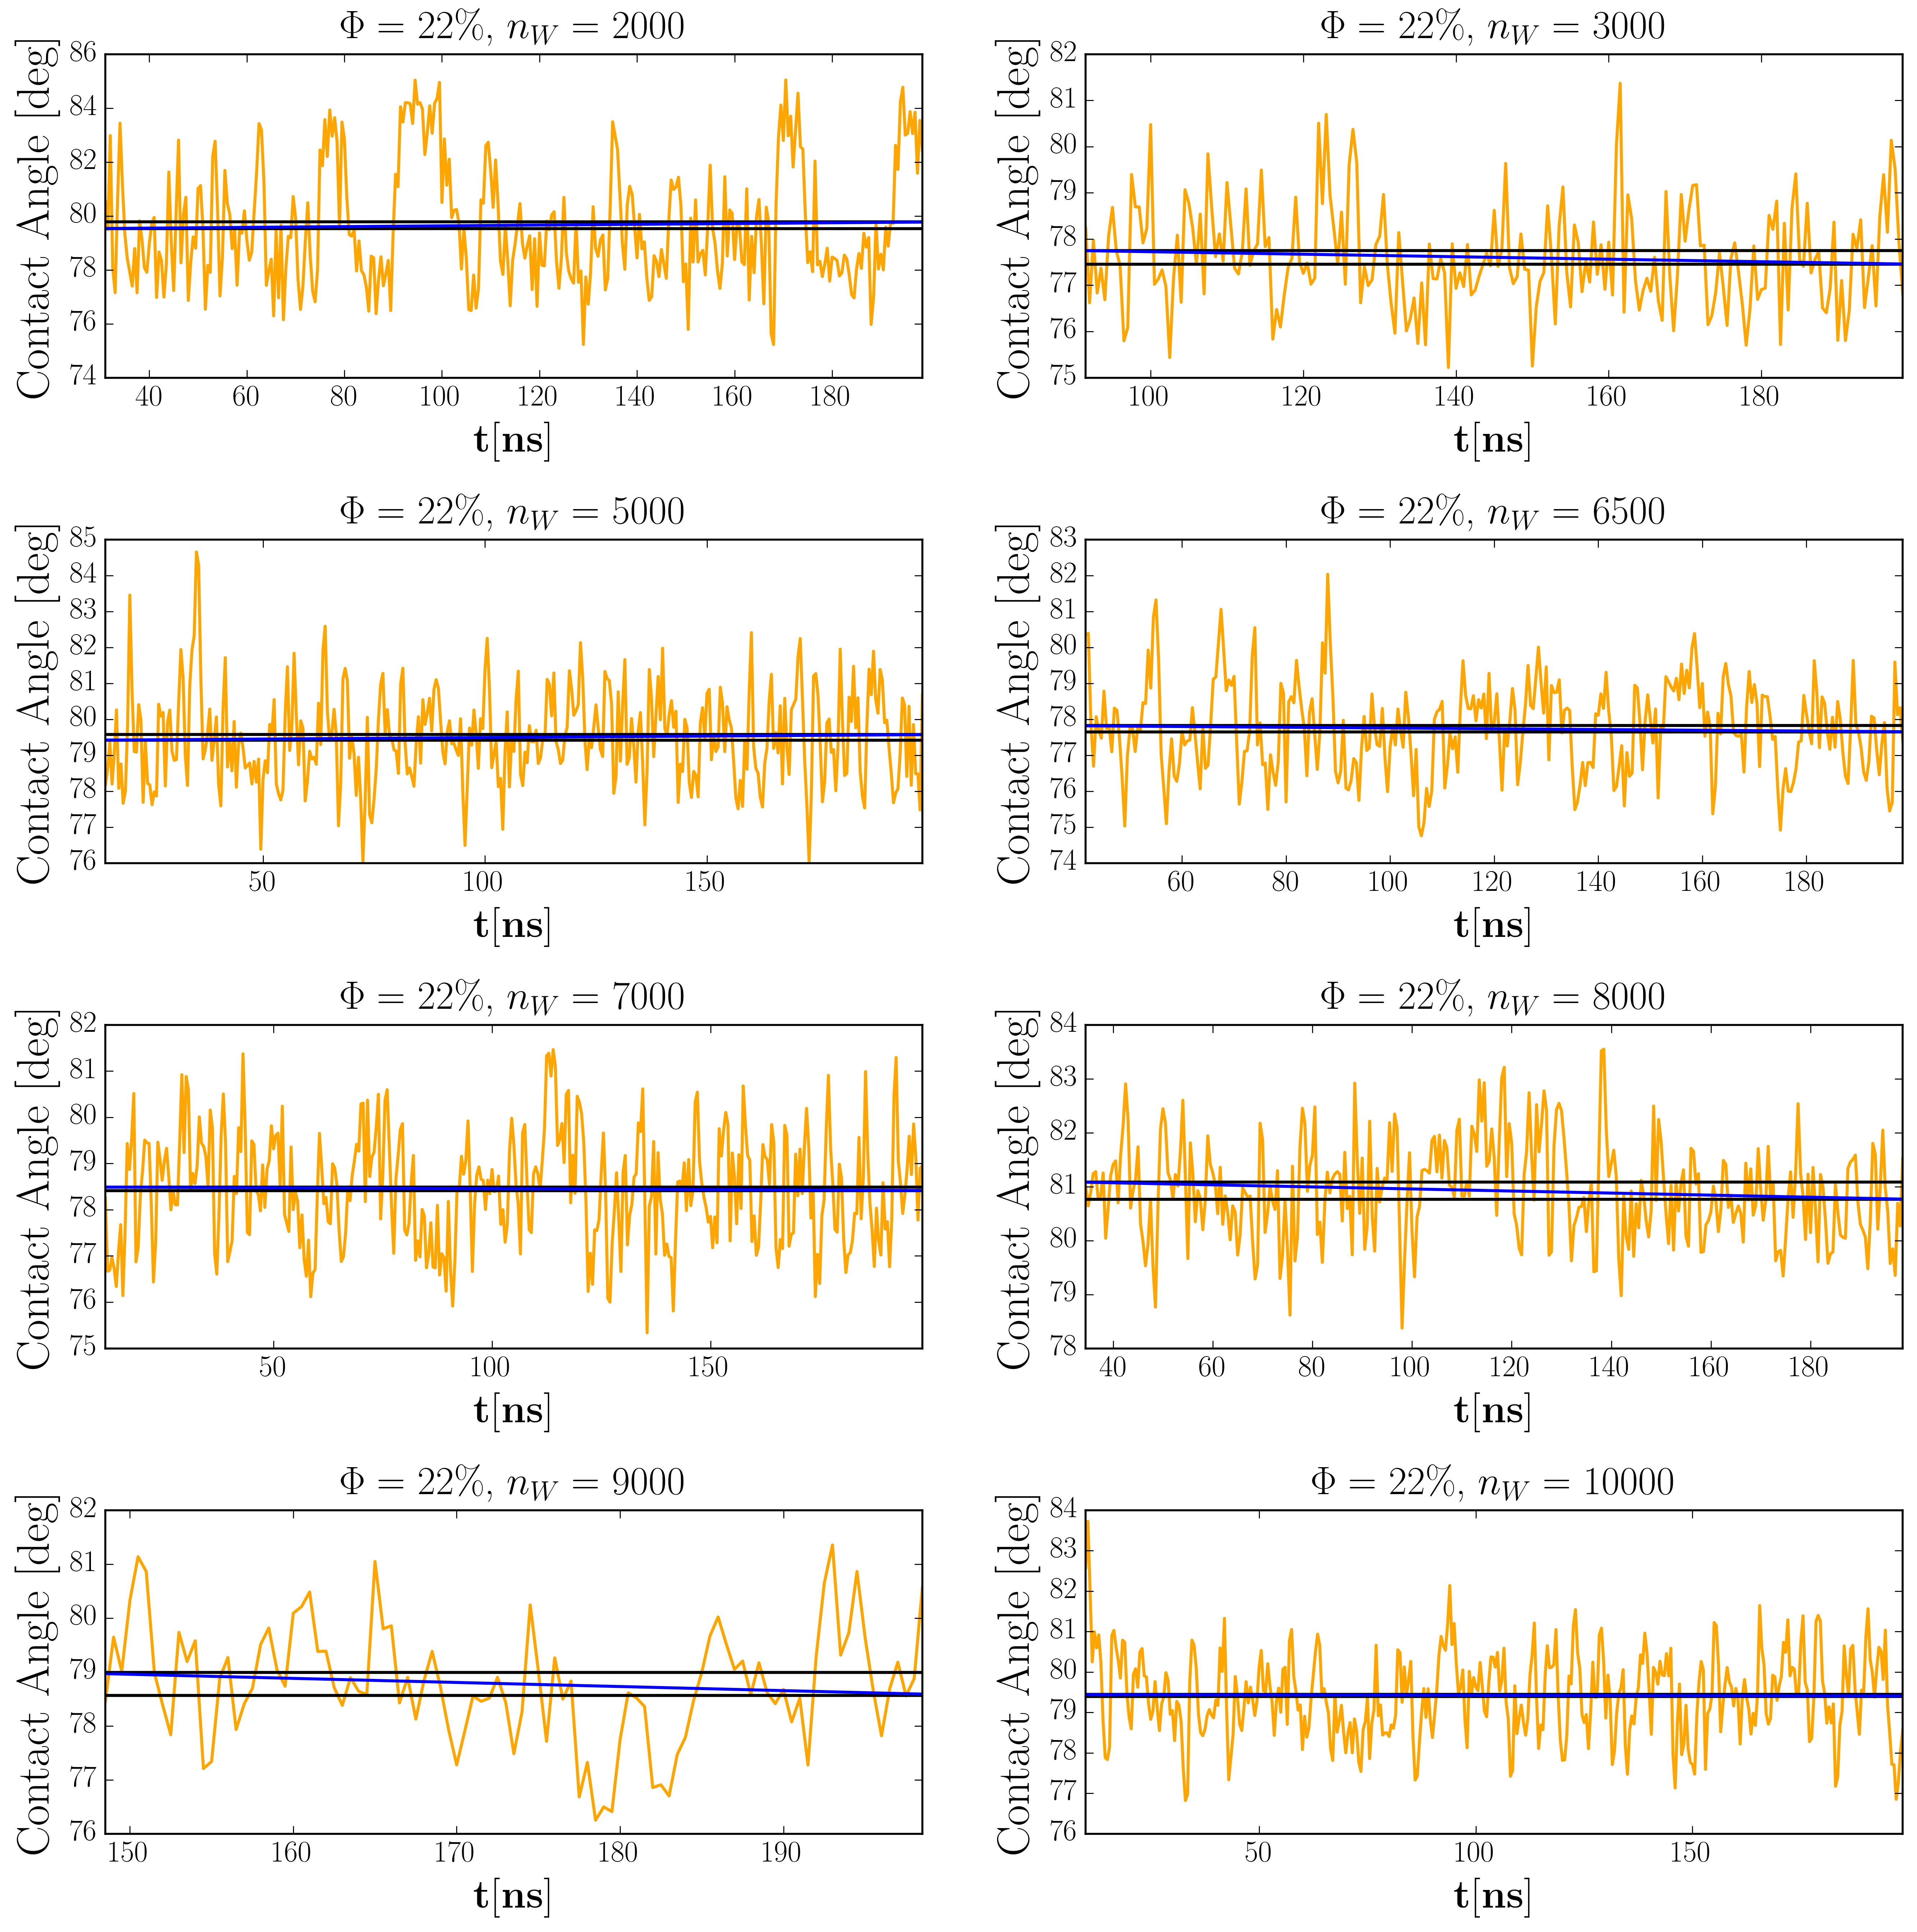 Φ = 22%, n_W = 2000
Contact Angle [deg]
86
84
82
80
78
76
74
40 60 80 100 120 140 160 180
t[ns]
Φ = 22%, n_W = 3000
Contact Angle [deg]
82
81
80
79
78
77
76
75
100 120 140 160 180
t[ns]
Φ = 22%, n_W = 5000
Contact Angle [deg]
85
84
83
82
81
80
79
78
77
76
50 100 150
t[ns]
Φ = 22%, n_W = 6500
Contact Angle [deg]
83
82
81
80
79
78
77
76
75
74
60 80 100 120 140 160 180
t[ns]
Φ = 22%, n_W = 7000
Contact Angle [deg]
82
81
80
79
78
77
76
75
50 100 150
t[ns]
Φ = 22%, n_W = 8000
Contact Angle [deg]
84
83
82
81
80
79
78
40 60 80 100 120 140 160 180
t[ns]
Φ = 22%, n_W = 9000
Contact Angle [deg]
82
81
80
79
78
77
76
150 160 170 180 190
t[ns]
Φ = 22%, n_W = 10000
Contact Angle [deg]
84
83
82
81
80
79
78
77
76
50 100 150
t[ns]